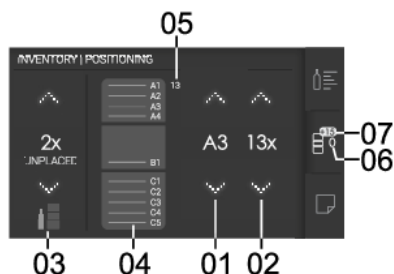 05
INVENTORY | POSITIONING
A1 13
A2
A3
A4
2x
UNPLACED
A3
13x
B1
C1
C2
C3
C4
C5
07
06
03
04
01
02